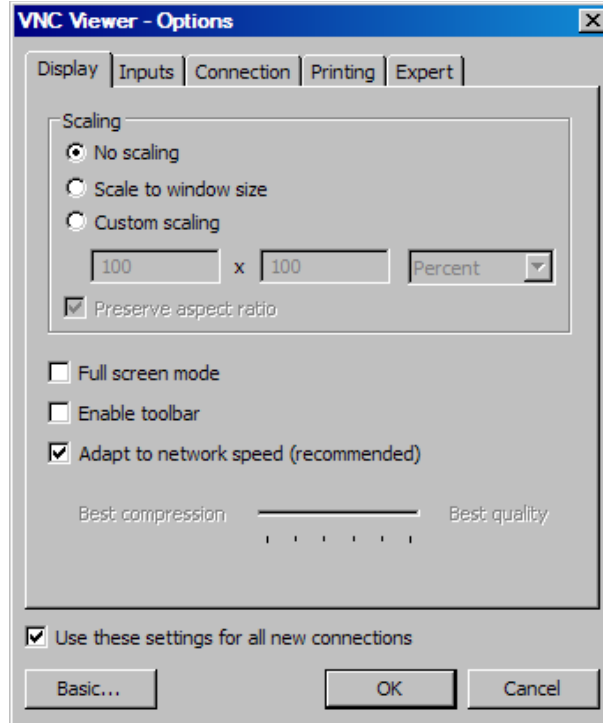 VNC Viewer - Options
Display Inputs Connection Printing Expert
Scaling
No scaling
Scale to window size
Custom scaling
100 x 100 Percent
Preserve aspect ratio
Full screen mode
Enable toolbar
Adapt to network speed (recommended)
Best compression Best quality
Use these settings for all new connections
Basic... OK Cancel